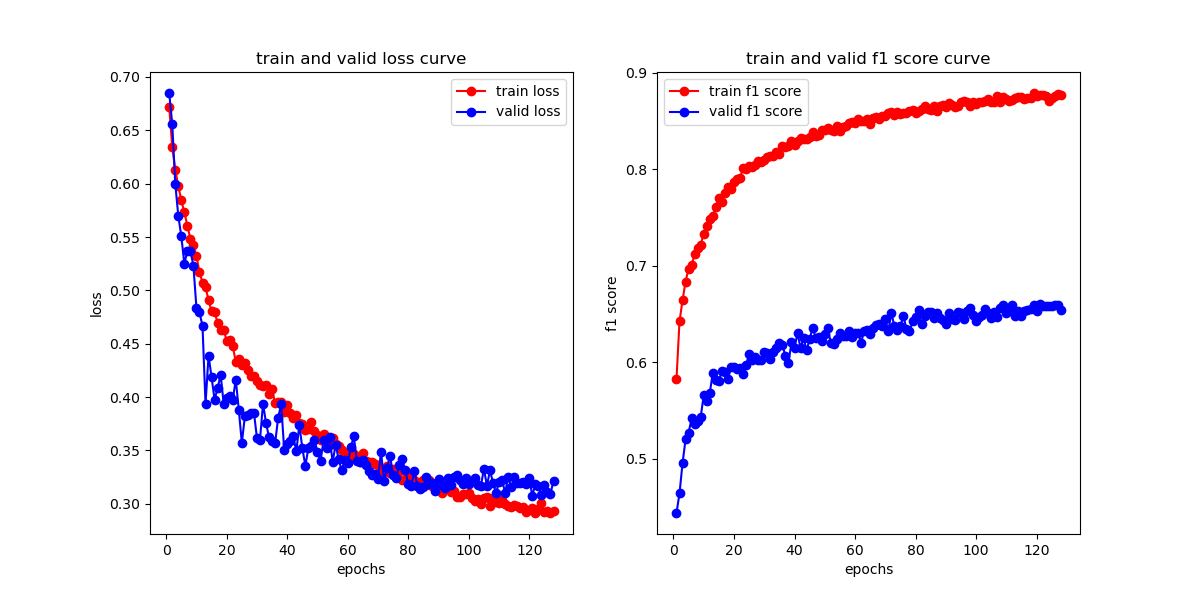 train and valid loss curve
train loss
valid loss
0.70
0.65
0.60
0.55
0.50
0.45
0.40
0.35
0.30
loss
0 20 40 60 80 100 120
epochs
train and valid f1 score curve
train f1 score
valid f1 score
0.9
0.8
0.7
0.6
0.5
f1 score
0 20 40 60 80 100 120
epochs